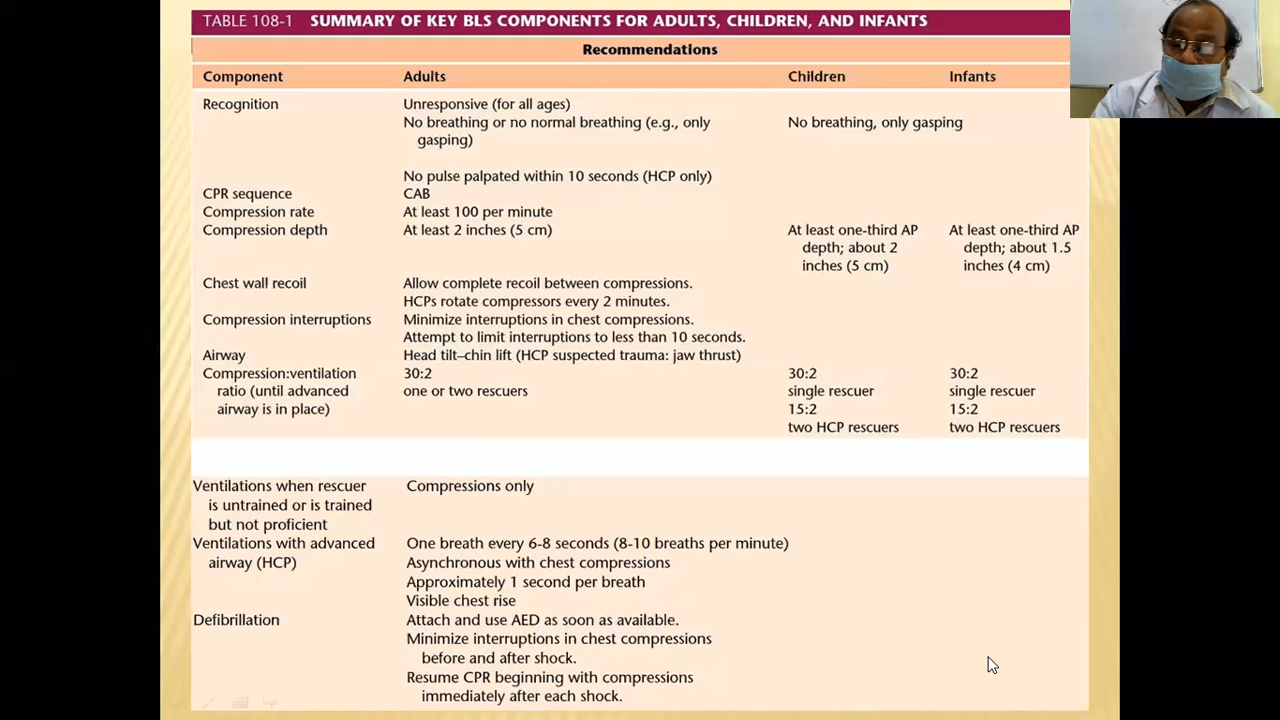 TABLE 108-1 SUMMARY OF KEY BLS COMPONENTS FOR ADULTS, CHILDREN, AND INFANTS
Recommendations
Component Adults Children Infants
Recognition Unresponsive (for all ages)
No breathing or no normal breathing (e.g., only No breathing, only gasping
gasping)
No pulse palpated within 10 seconds (HCP only)
CPR sequence CAB
Compression rate At least 100 per minute
Compression depth At least 2 inches (5 cm) At least one-third AP At least one-third AP
depth; about 2 depth; about 1.5
inches (5 cm) inches (4 cm)
Chest wall recoil Allow complete recoil between compressions.
HCPs rotate compressors every 2 minutes.
Compression interruptions Minimize interruptions in chest compressions.
Attempt to limit interruptions to less than 10 seconds.
Airway Head tilt–chin lift (HCP suspected trauma: jaw thrust)
Compression:ventilation 30:2 30:2 30:2
ratio (until advanced one or two rescuers single rescuer single rescuer
airway is in place) 15:2 15:2
two HCP rescuers two HCP rescuers
Ventilations when rescuer Compressions only
is untrained or is trained
but not proficient
Ventilations with advanced One breath every 6-8 seconds (8-10 breaths per minute)
airway (HCP) Asynchronous with chest compressions
Approximately 1 second per breath
Visible chest rise
Defibrillation Attach and use AED as soon as available.
Minimize interruptions in chest compressions
before and after shock.
Resume CPR beginning with compressions
immediately after each shock.